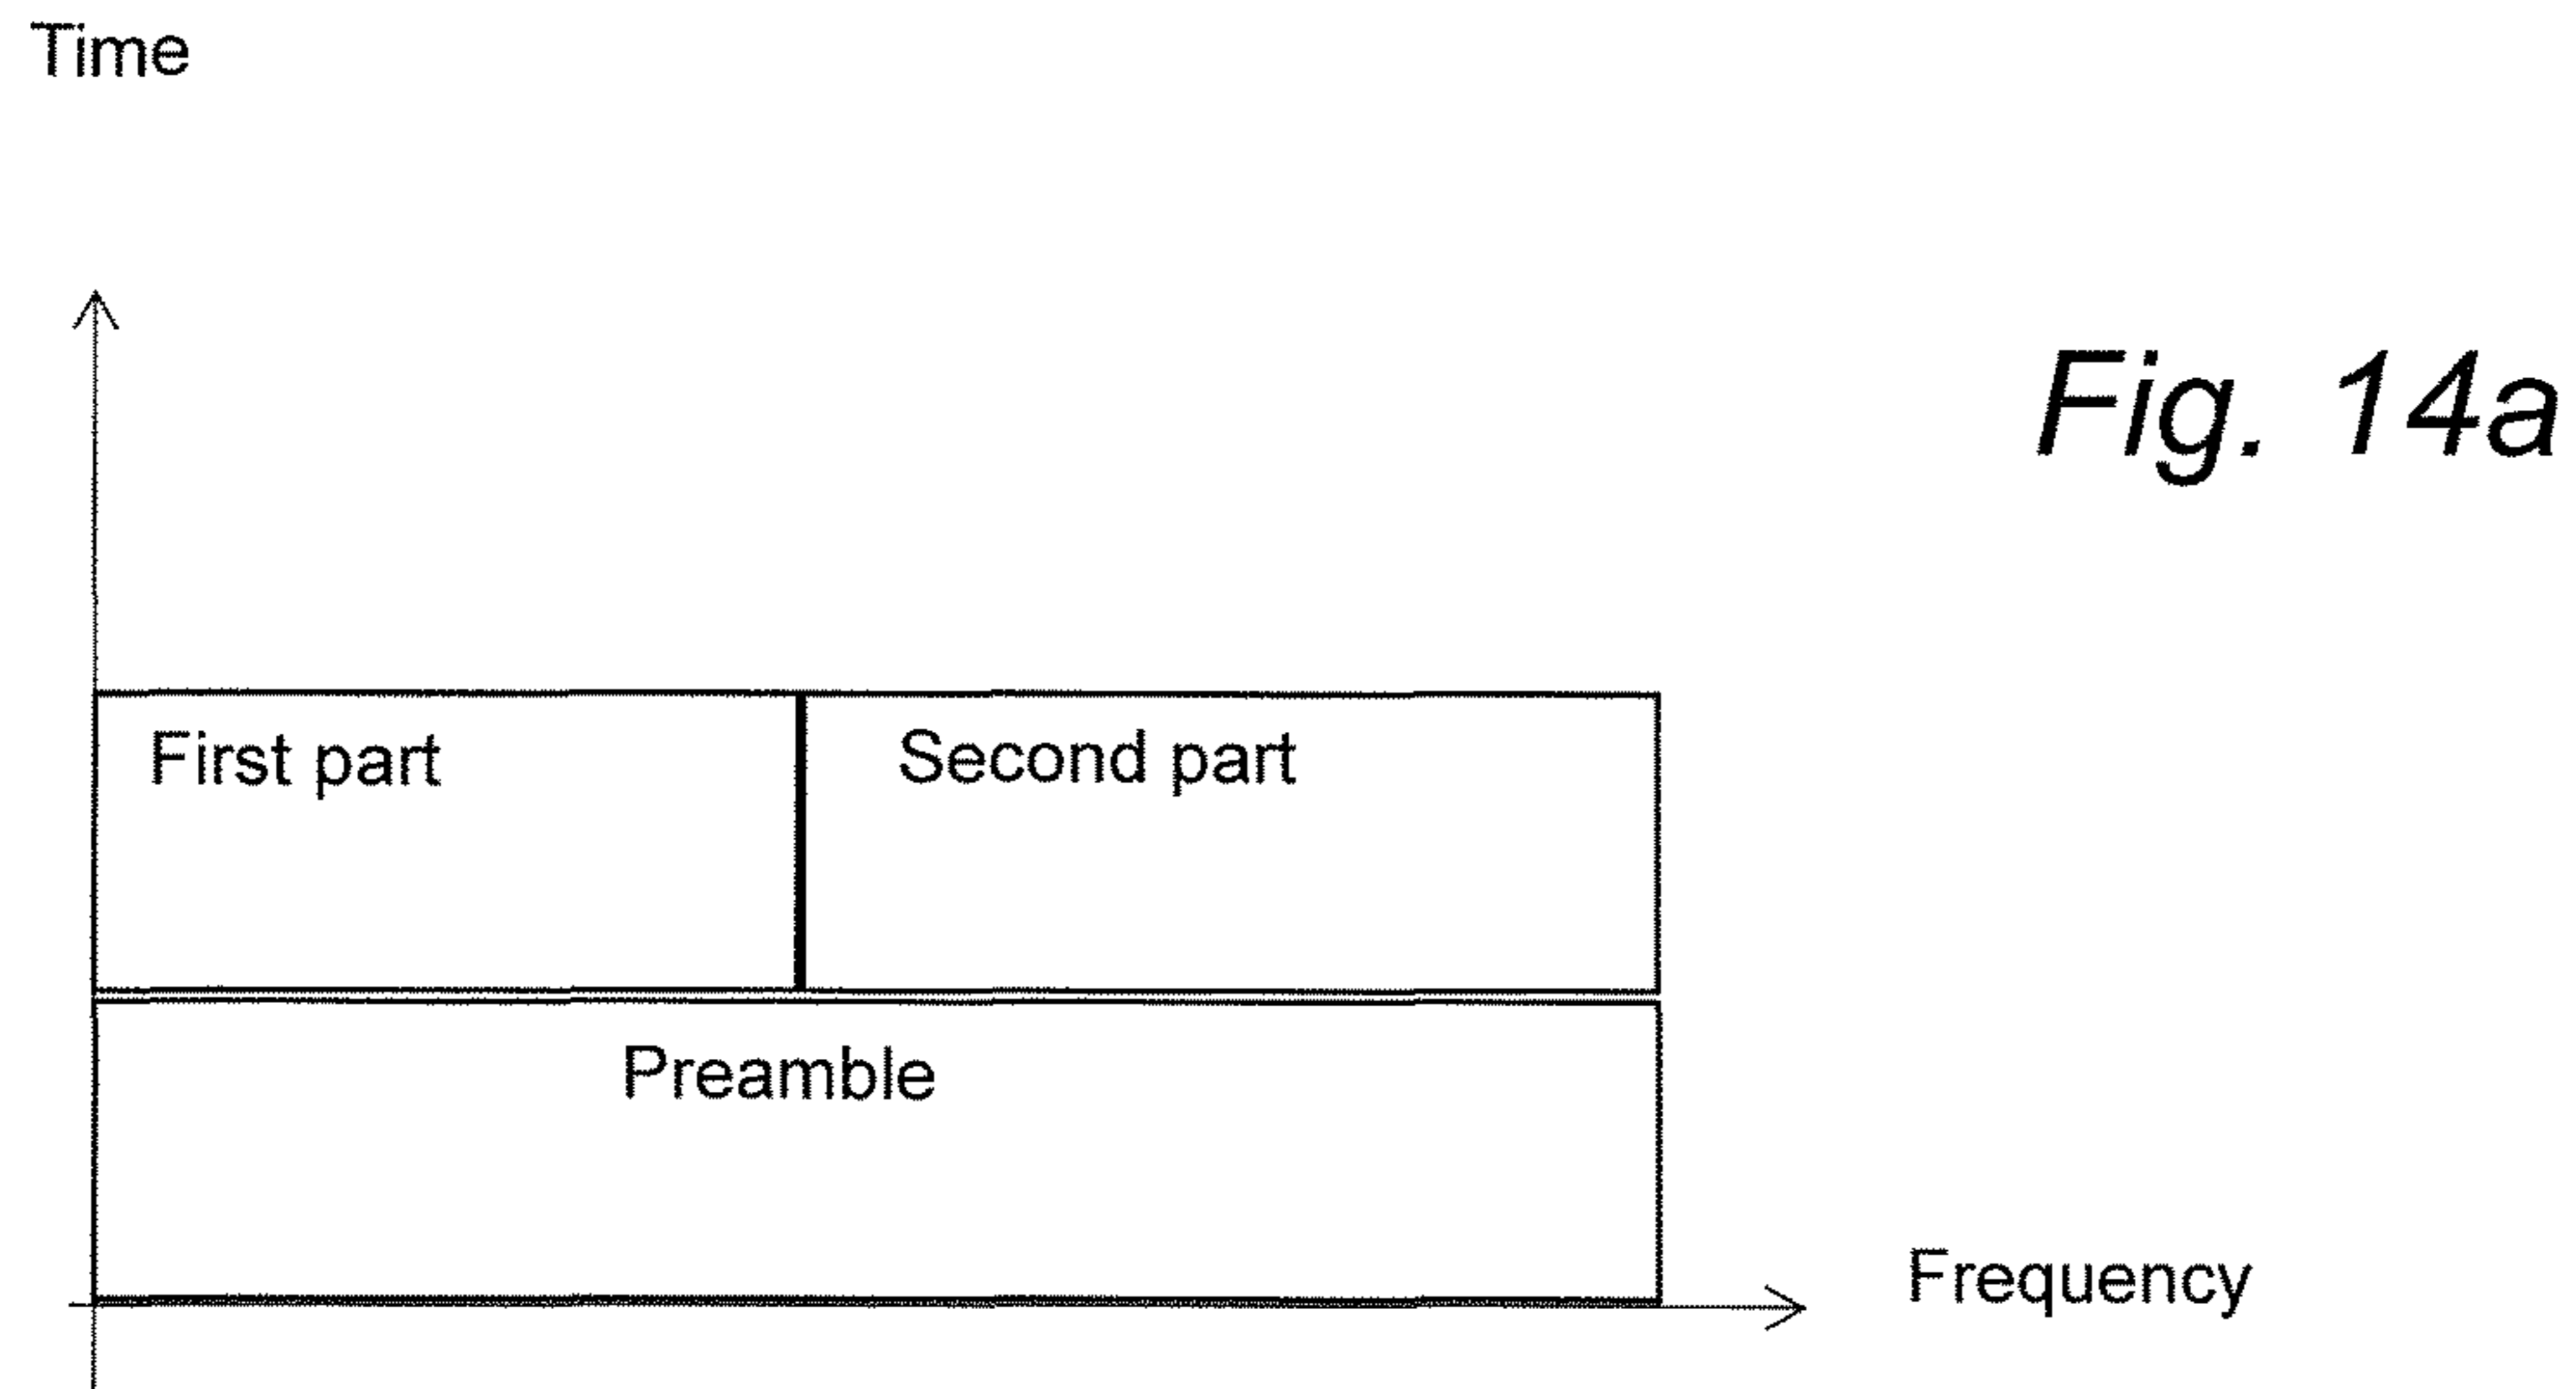 Time
Fig. 14a
First part
Second part
Preamble
Frequency